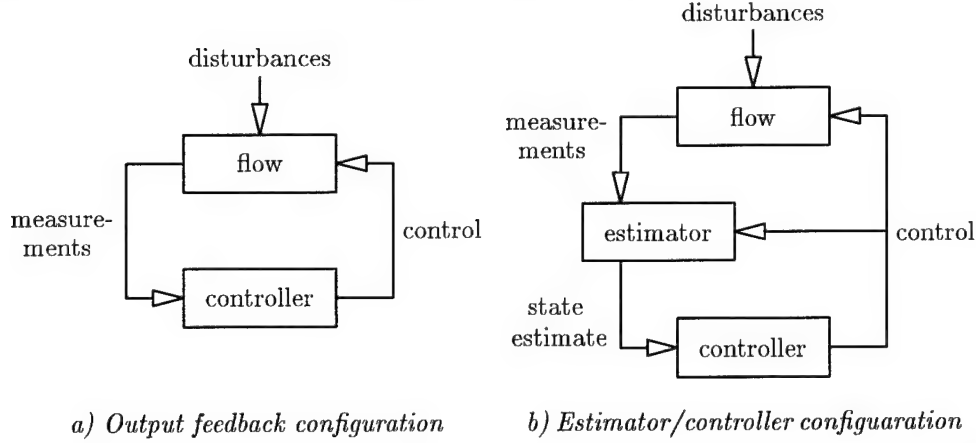 disturbances
flow
measure-
ments
control
controller
a) Output feedback configuration
disturbances
flow
measure-
ments
estimator
control
state
estimate
controller
b) Estimator/controller configuaration